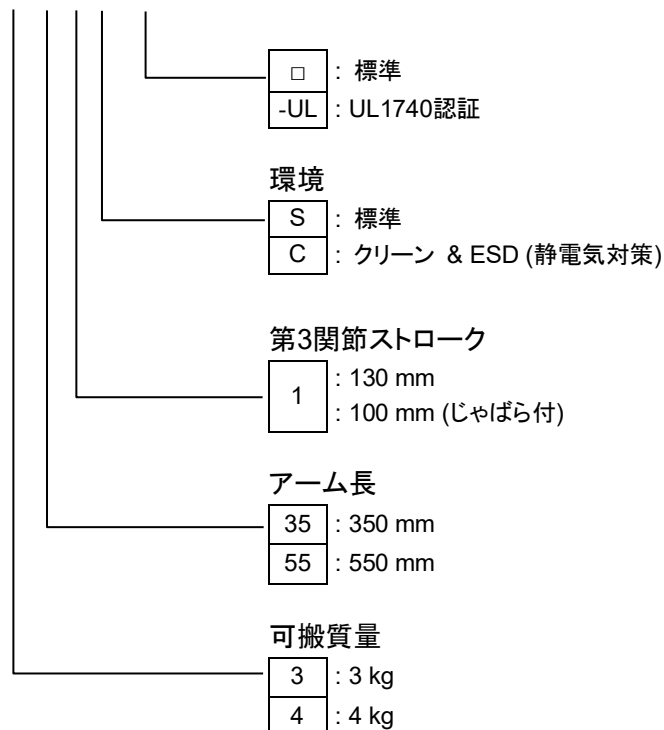 □ : 標準
-UL : UL1740認証
環境
S : 標準
C : クリーン & ESD (静電気対策)
第3関節ストローク
1 : 130 mm
: 100 mm (じゃばら付)
アーム長
35 : 350 mm
55 : 550 mm
可搬質量
3 : 3 kg
4 : 4 kg